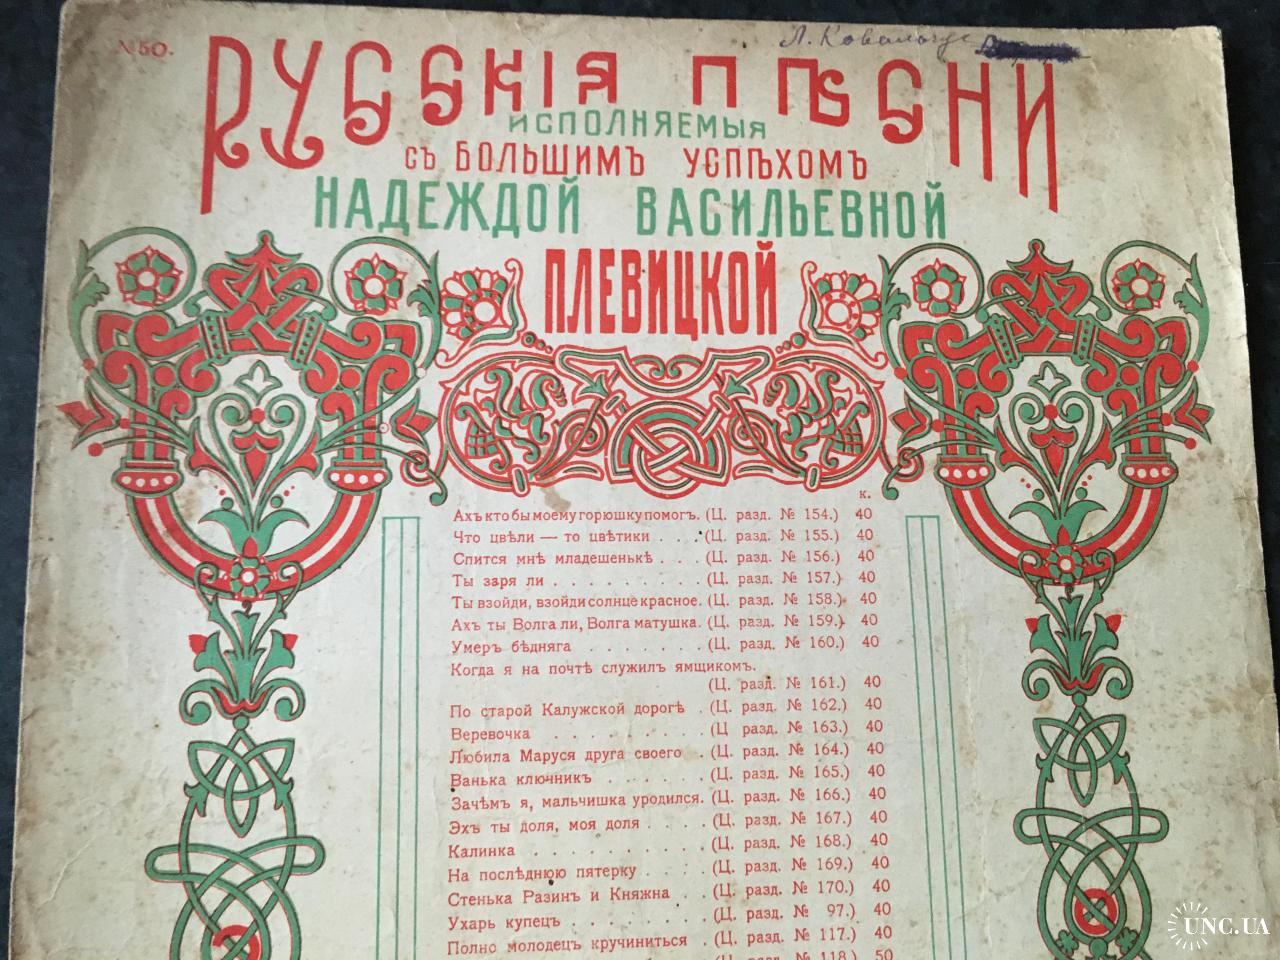 №50.
Л.
РУССКІЯ ПѢСНИ
ИСПОЛНЯЕМЫЯ
СЪ БОЛЬШИМЪ УСПѢХОМЪ
НАДЕЖДОЙ ВАСИЛЬЕВНОЙ
ПЛЕВИЦКОЙ
к.
Ахъ кто бы моему горюшку помогъ. (Ц. разд. № 154.) 40
Что цвѣли — то цвѣтики . . . (Ц. разд. № 155.) 40
Спится мнѣ младешенькѣ . . . (Ц. разд. № 156.) 40
Ты заря ли . . . . . . . . . (Ц. разд. № 157.) 40
Ты взойди, взойди солнце красное. (Ц. разд. № 158.) 40
Ахъ ты Волга ли, Волга матушка. (Ц. разд. № 159.) 40
Умеръ бѣдняга . . . . . . . (Ц. разд. № 160.) 40
Когда я на почтѣ служилъ ямщикомъ.
(Ц. разд. № 161.) 40
По старой Калужской дорогѣ . (Ц. разд. № 162.) 40
Веревочка . . . . . . . . . (Ц разд. № 163.) 40
Любила Маруся друга своего . (Ц. разд. № 164.) 40
Ванька ключникъ . . . . . . (Ц. разд. № 165.) 40
Зачѣмъ я, мальчишка уродился. (Ц. разд. № 166.) 40
Эхъ ты доля, моя доля . . . . (Ц. разд. № 167.) 40
Калинка . . . . . . . . . . (Ц. разд. № 168.) 40
На послѣднюю пятерку . . . . (Ц. разд. № 169.) 40
Стенька Разинъ и Княжна . . (Ц. разд. № 170.) 40
Ухарь купецъ . . . . . . . (Ц. разд. № 97.) 40
Полно молодецъ кручиниться . (Ц. разд. № 117.) 40
(Ц. разд. № 118.) 50
UNC.UA